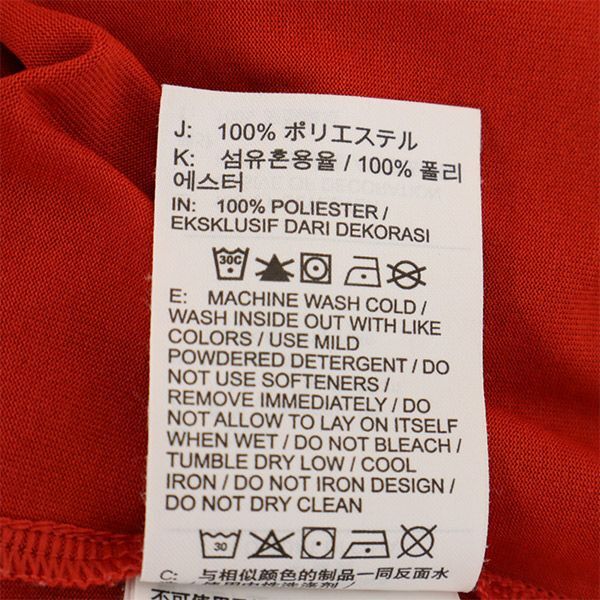 J: 100% ポリエステル
K: 섬유혼용율 / 100% 폴리
에스터
IN: 100% POLIESTER /
EKSKLUSIF DARI DEKORASI
30C
E: MACHINE WASH COLD /
WASH INSIDE OUT WITH LIKE
COLORS / USE MILD
POWDERED DETERGENT / DO
NOT USE SOFTENERS /
REMOVE IMMEDIATELY / DO
NOT ALLOW TO LAY ON ITSELF
WHEN WET / DO NOT BLEACH /
TUMBLE DRY LOW / COOL
IRON / DO NOT IRON DESIGN /
DO NOT DRY CLEAN
30
C: 与相似颜色的制品一同反面水